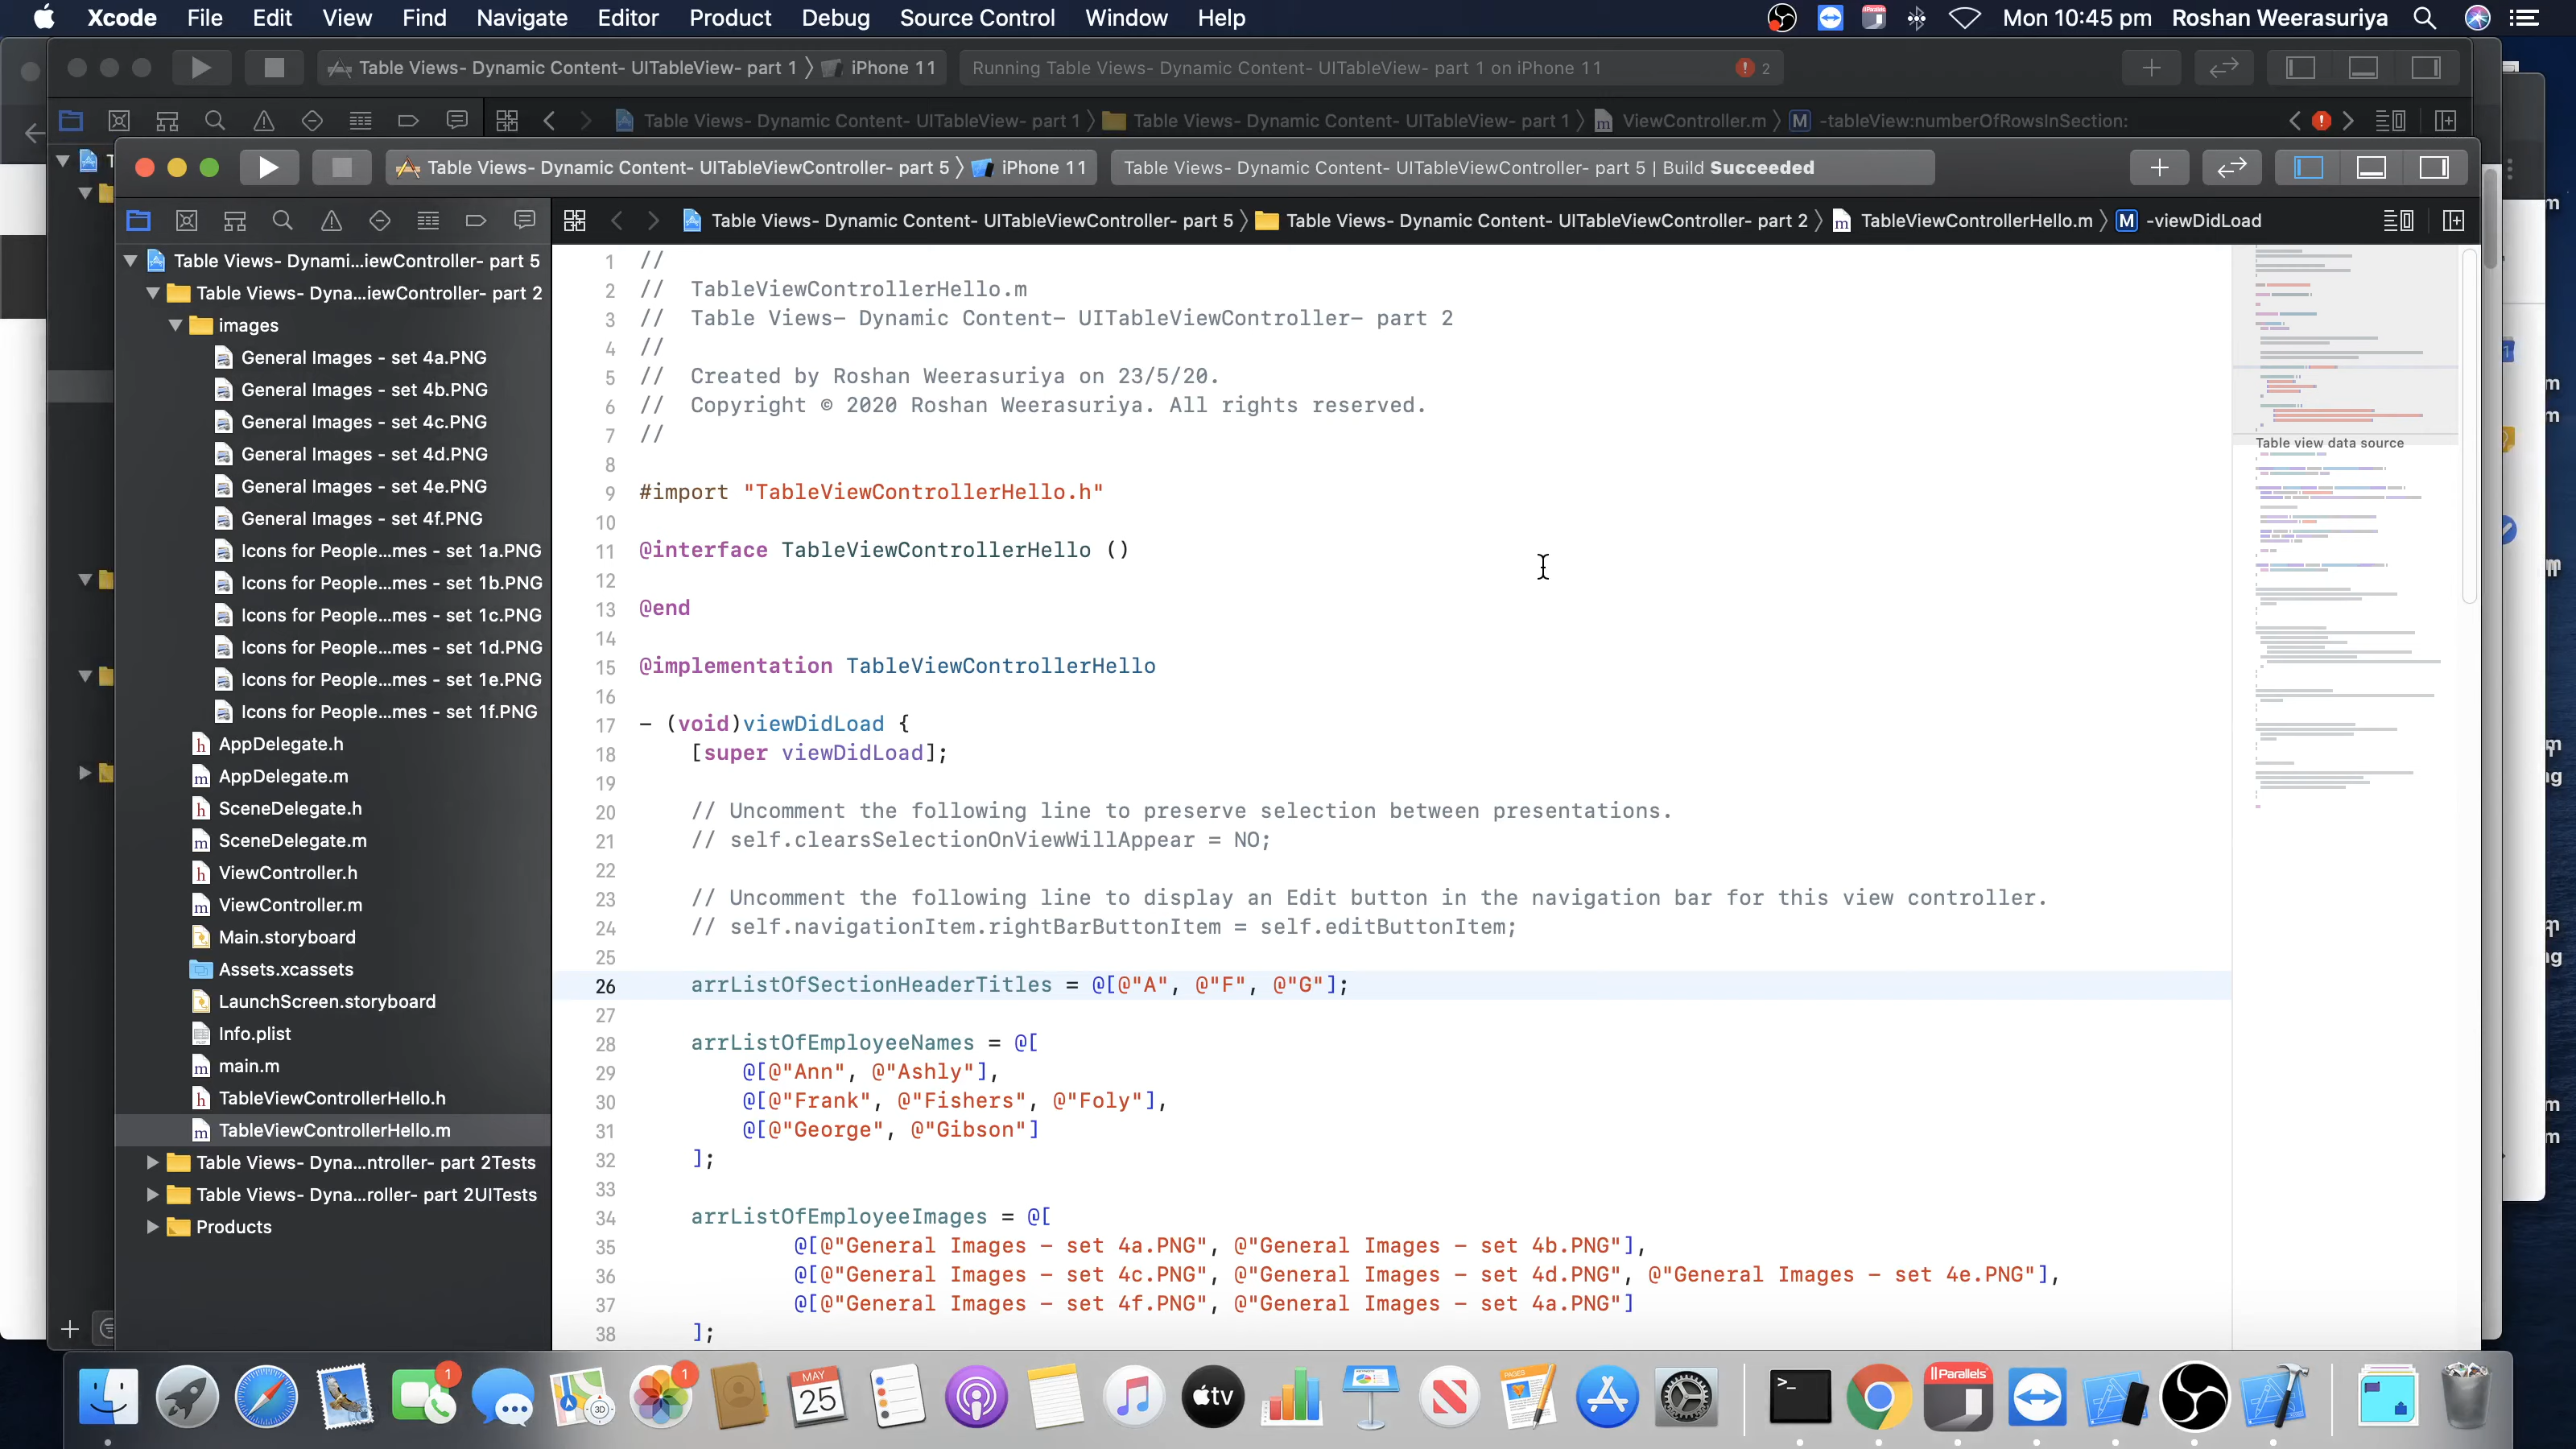 Xcode File Edit View Find Navigate Editor Product Debug Source Control Window Help Mon 10:45 pm Roshan Weerasuriya
Table Views- Dynamic Content- UITableView- part 1 〉 iPhone 11 Running Table Views- Dynamic Content- UITableView- part 1 on iPhone 11 2
Table Views- Dynamic Content- UITableView- part 1 〉 Table Views- Dynamic Content- UITableView- part 1 〉 m ViewController.m 〉 M -tableView:numberOfRowsInSection:
Table Views- Dynamic Content- UITableViewController- part 5 〉 iPhone 11 Table Views- Dynamic Content- UITableViewController- part 5 | Build Succeeded
Table Views- Dynamic Content- UITableViewController- part 5 〉 Table Views- Dynamic Content- UITableViewController- part 2 〉 m TableViewControllerHello.m 〉 M -viewDidLoad
Table Views- Dynami...iewController- part 5
Table Views- Dyna...iewController- part 2
images
General Images - set 4a.PNG
General Images - set 4b.PNG
General Images - set 4c.PNG
General Images - set 4d.PNG
General Images - set 4e.PNG
General Images - set 4f.PNG
Icons for People...mes - set 1a.PNG
Icons for People...mes - set 1b.PNG
Icons for People...mes - set 1c.PNG
Icons for People...mes - set 1d.PNG
Icons for People...mes - set 1e.PNG
Icons for People...mes - set 1f.PNG
h AppDelegate.h
m AppDelegate.m
h SceneDelegate.h
m SceneDelegate.m
h ViewController.h
m ViewController.m
Main.storyboard
Assets.xcassets
LaunchScreen.storyboard
Info.plist
m main.m
h TableViewControllerHello.h
m TableViewControllerHello.m
Table Views- Dyna...ntroller- part 2Tests
Table Views- Dyna...roller- part 2UITests
Products
1 //
2 // TableViewControllerHello.m
3 // Table Views- Dynamic Content- UITableViewController- part 2
4 //
5 // Created by Roshan Weerasuriya on 23/5/20.
6 // Copyright © 2020 Roshan Weerasuriya. All rights reserved.
7 //
8
9 #import "TableViewControllerHello.h"
10
11 @interface TableViewControllerHello ()
12
13 @end
14
15 @implementation TableViewControllerHello
16
17 - (void)viewDidLoad {
18 [super viewDidLoad];
19
20 // Uncomment the following line to preserve selection between presentations.
21 // self.clearsSelectionOnViewWillAppear = NO;
22
23 // Uncomment the following line to display an Edit button in the navigation bar for this view controller.
24 // self.navigationItem.rightBarButtonItem = self.editButtonItem;
25
26 arrListOfSectionHeaderTitles = @[@"A", @"F", @"G"];
27
28 arrListOfEmployeeNames = @[
29 @[@"Ann", @"Ashly"],
30 @[@"Frank", @"Fishers", @"Foly"],
31 @[@"George", @"Gibson"]
32 ];
33
34 arrListOfEmployeeImages = @[
35 @[@"General Images - set 4a.PNG", @"General Images - set 4b.PNG"],
36 @[@"General Images - set 4c.PNG", @"General Images - set 4d.PNG", @"General Images - set 4e.PNG"],
37 @[@"General Images - set 4f.PNG", @"General Images - set 4a.PNG"]
38 ];
Table view data source
1 3D 1 MAY 25 tv PAGES >_ Parallels